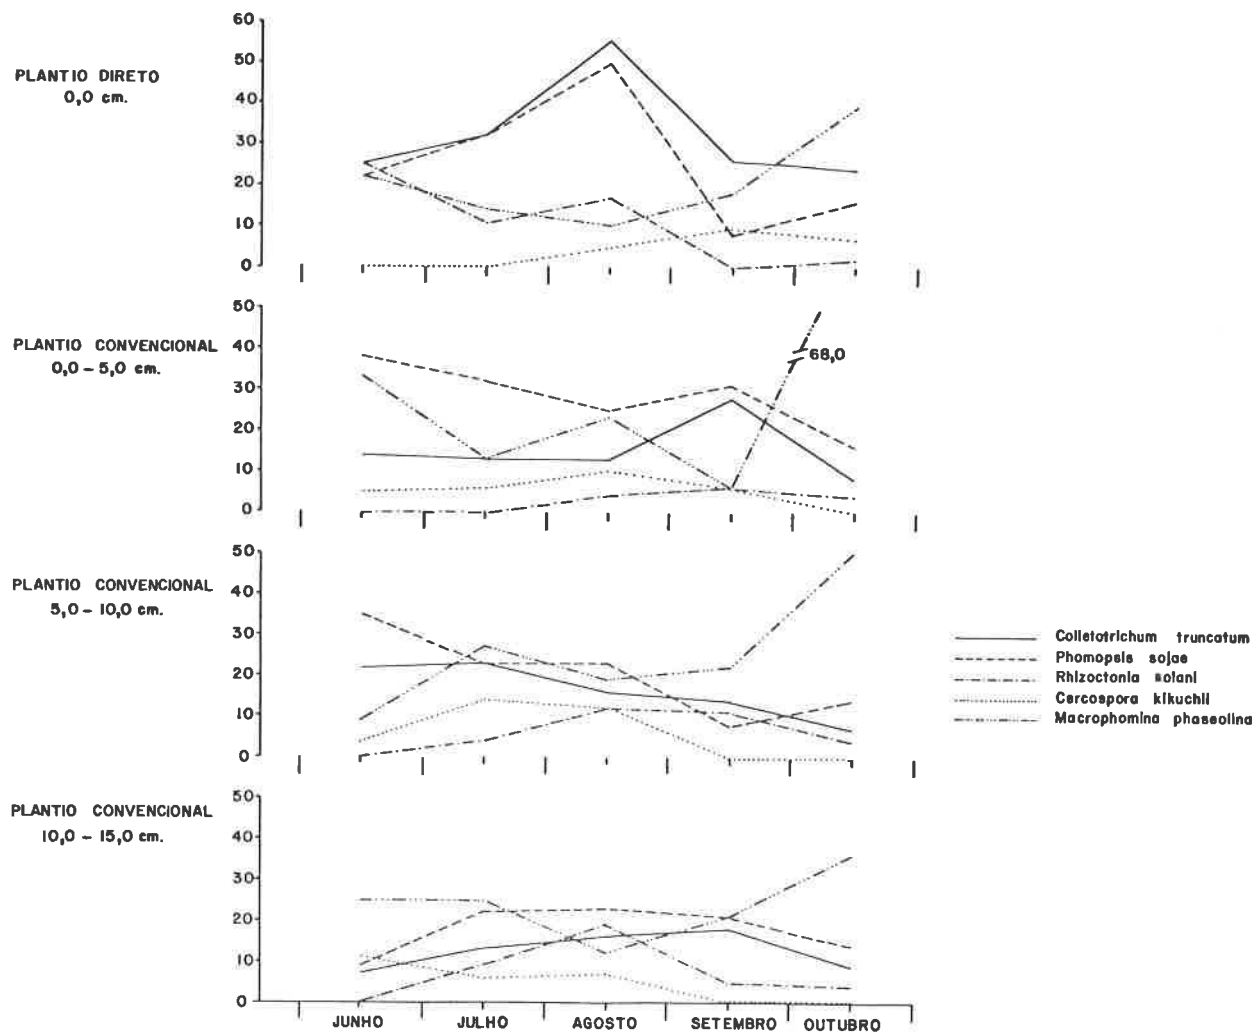 60
50
40
30
20
10
0
PLANTIO DIRETO
0,0 cm.
50
40
30
20
10
0
PLANTIO CONVENCIONAL
0,0 – 5,0 cm.
68,0
50
40
30
20
10
0
PLANTIO CONVENCIONAL
5,0 – 10,0 cm.
Colletotrichum truncatum
Phomopsis sojae
Rhizoctonia solani
Cercospora kikuchii
Macrophomina phaseolina
50
40
30
20
10
0
PLANTIO CONVENCIONAL
10,0 – 15,0 cm.
JUNHO JULHO AGOSTO SETEMBRO OUTUBRO